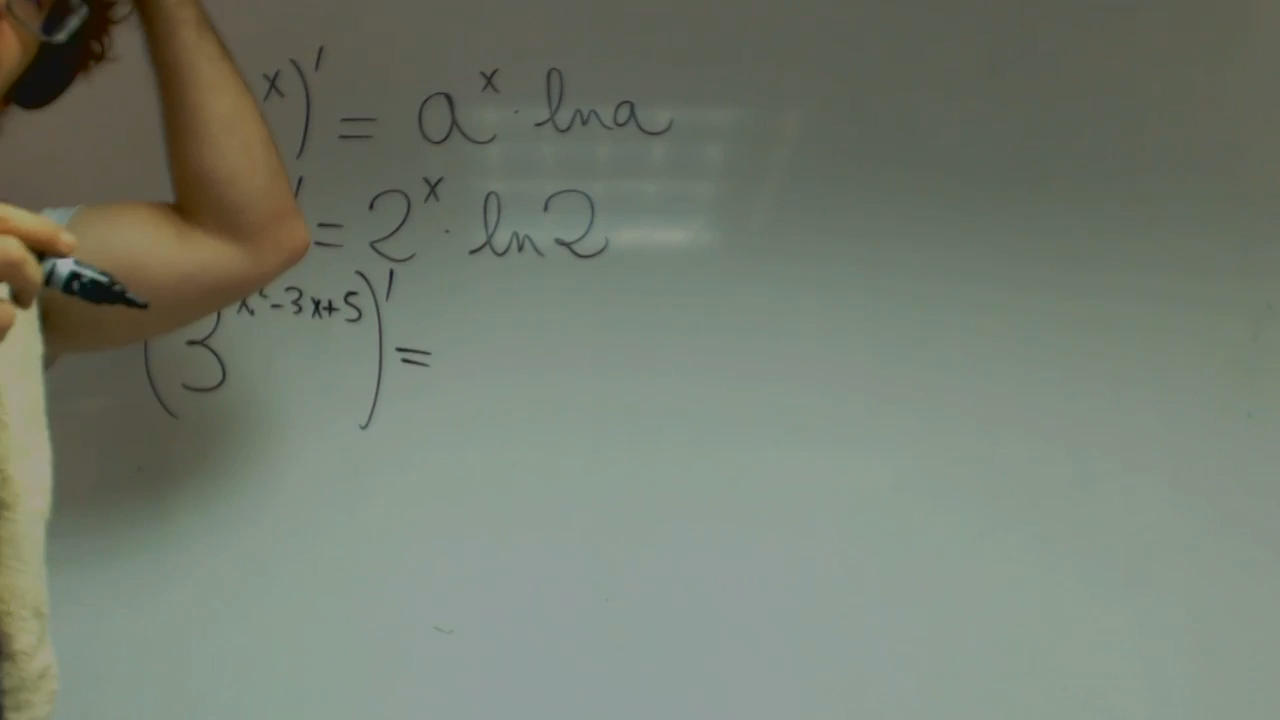 x)' = a^x · ln a
' = 2^x · ln 2
(3^x²-3x+5)' =